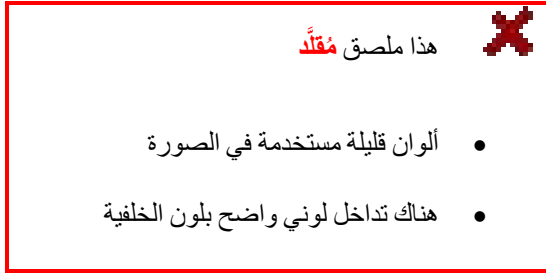 هذا ملصق مُقلَّد
• ألوان قليلة مستخدمة في الصورة
• هناك تداخل لوني واضح بلون الخلفية